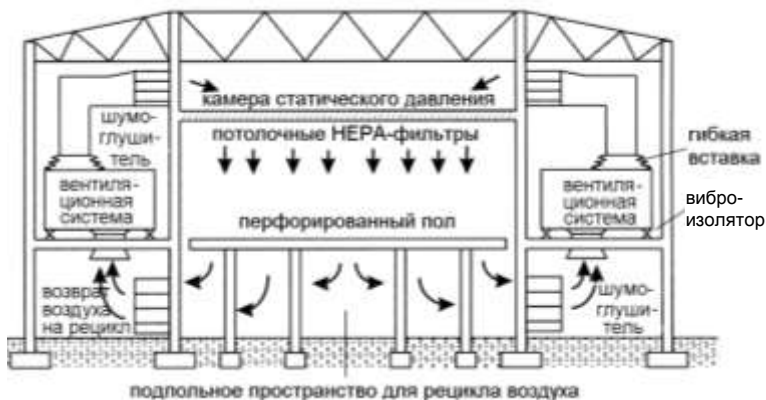 камера статического давления
шумо-
глуши-
тель
потолочные HEPA-фильтры
гибкая
вставка
вентиля-
ционная
система
вентиля-
ционная
система
вибро-
изолятор
перфорированный пол
возврат
воздуха
на рецикл
шумо-
глуши-
тель
подпольное пространство для рецикла воздуха